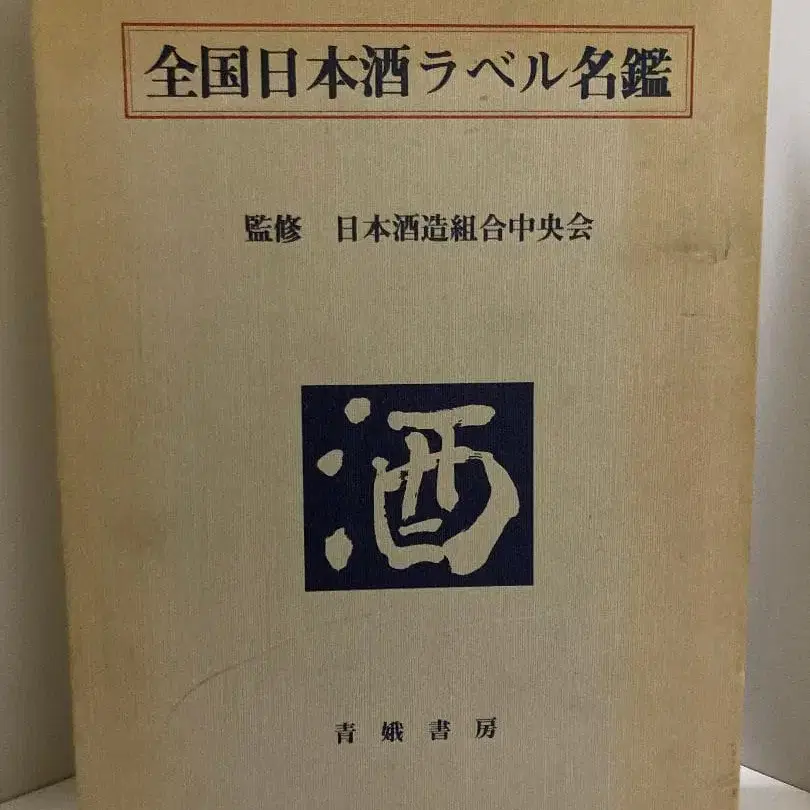 全国日本酒ラベル名鑑
監修　日本酒造組合中央会
酒
青娥書房